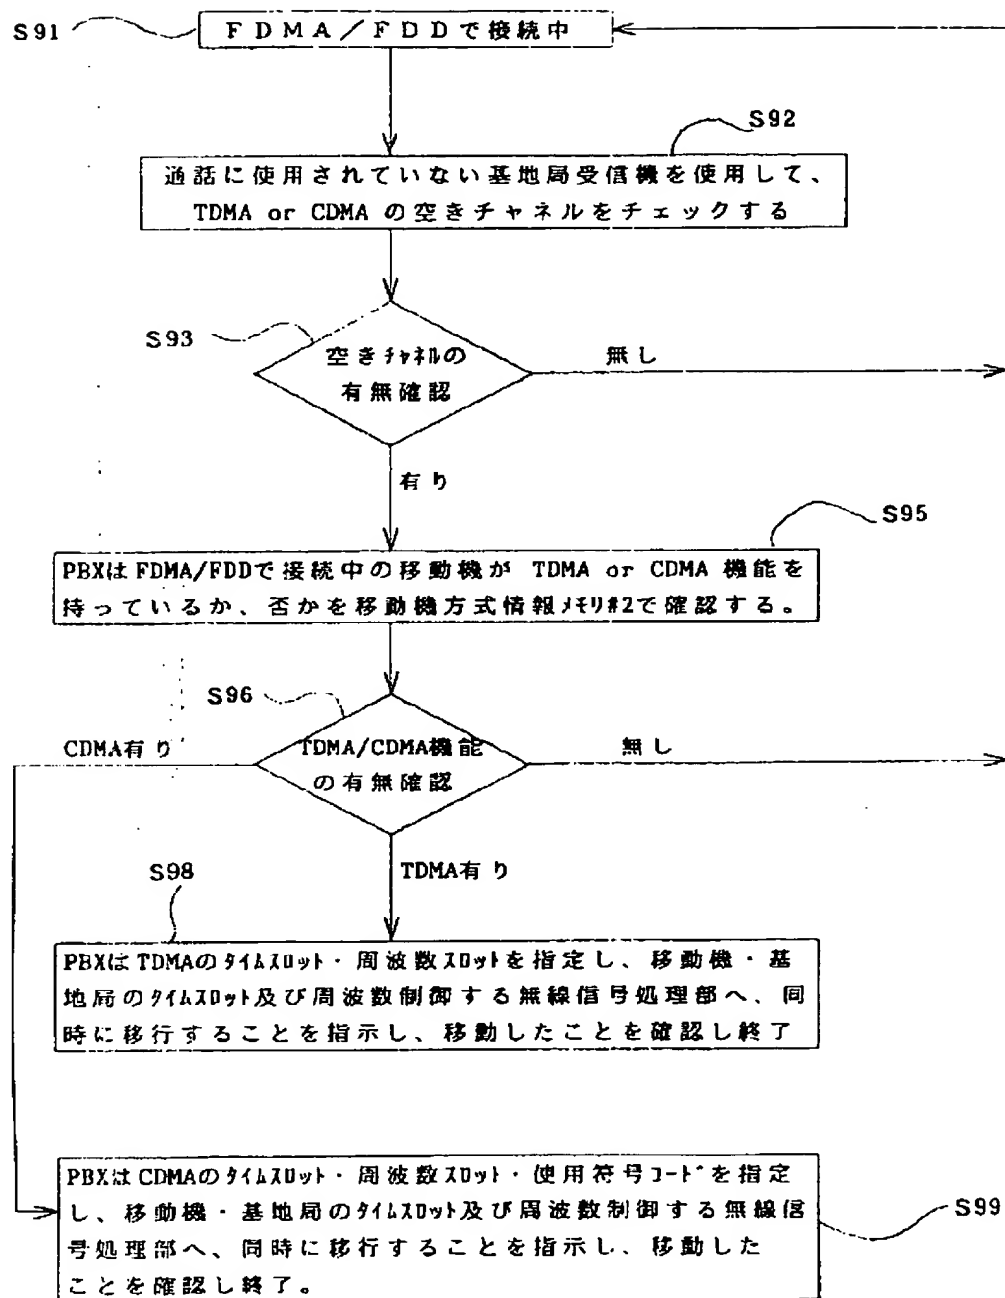 S91
FDMA/FDDで接続中
S92
通話に使用されていない基地局受信機を使用して、
TDMA or CDMA の空きチャネルをチェックする
S93
空きﾁｬﾈﾙの
有無確認
無し
有り
S95
PBXはFDMA/FDDで接続中の移動機が TDMA or CDMA 機能を
持っているか、否かを移動機方式情報ﾒﾓﾘ#2で確認する。
S96
CDMA有り
TDMA/CDMA機能
の有無確認
無し
S98
TDMA有り
PBXはTDMAのﾀｲﾑｽﾛｯﾄ・周波数ｽﾛｯﾄを指定し、移動機・基
地局のﾀｲﾑｽﾛｯﾄ及び周波数制御する無線信号処理部へ、同
時に移行することを指示し、移動したことを確認し終了
PBXはCDMAのﾀｲﾑｽﾛｯﾄ・周波数ｽﾛｯﾄ・使用符号ｺｰﾄﾞを指定
し、移動機・基地局のﾀｲﾑｽﾛｯﾄ及び周波数制御する無線信
号処理部へ、同時に移行することを指示し、移動した
ことを確認し終了。
S99